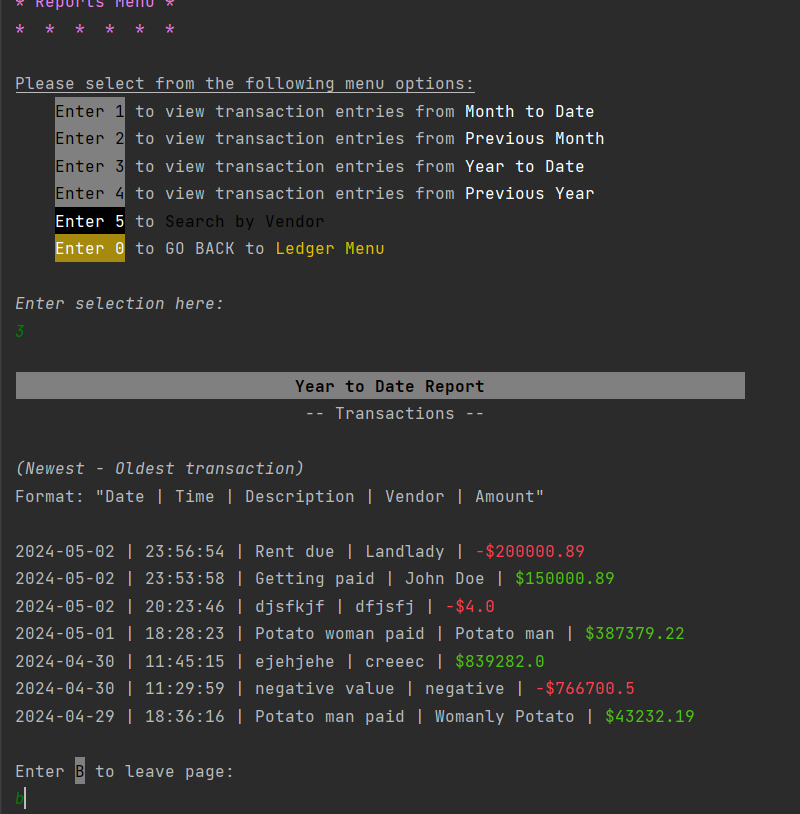 * Reports Menu *
* * * * * *
Please select from the following menu options:
Enter 1 to view transaction entries from Month to Date
Enter 2 to view transaction entries from Previous Month
Enter 3 to view transaction entries from Year to Date
Enter 4 to view transaction entries from Previous Year
Enter 5 to Search by Vendor
Enter 0 to GO BACK to Ledger Menu
Enter selection here:
3
Year to Date Report
-- Transactions --
(Newest - Oldest transaction)
Format: "Date | Time | Description | Vendor | Amount"
2024-05-02 | 23:56:54 | Rent due | Landlady | -$200000.89
2024-05-02 | 23:53:58 | Getting paid | John Doe | $150000.89
2024-05-02 | 20:23:46 | djsfkjf | dfjsfj | -$4.0
2024-05-01 | 18:28:23 | Potato woman paid | Potato man | $387379.22
2024-04-30 | 11:45:15 | ejehjehe | creeec | $839282.0
2024-04-30 | 11:29:59 | negative value | negative | -$766700.5
2024-04-29 | 18:36:16 | Potato man paid | Womanly Potato | $43232.19
Enter B to leave page:
b